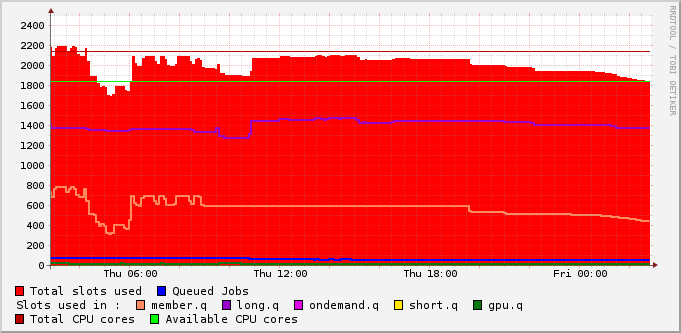 RRDTOOL / TOBI OETIKER
2400
2200
2000
1800
1600
1400
1200
1000
800
600
400
200
0
Thu 06:00 Thu 12:00 Thu 18:00 Fri 00:00
Total slots used Queued Jobs
Slots used in : member.q long.q ondemand.q short.q gpu.q
Total CPU cores Available CPU cores